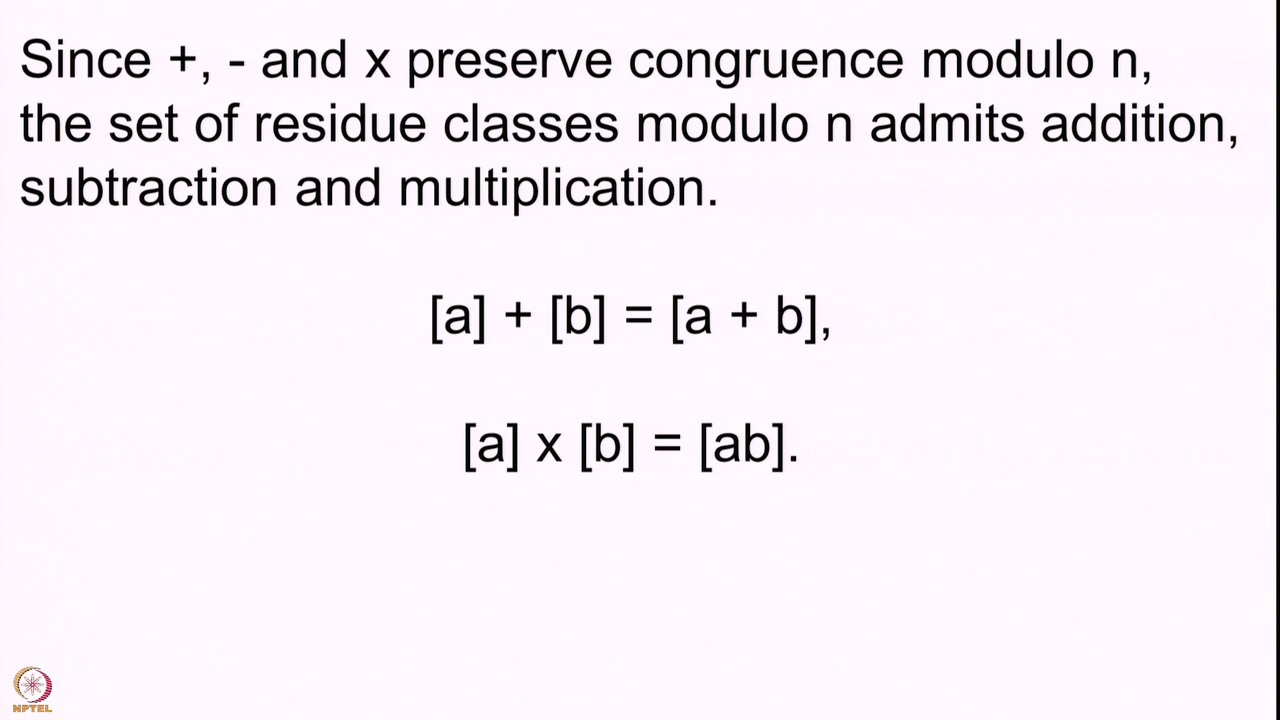 Since +, - and x preserve congruence modulo n,
the set of residue classes modulo n admits addition,
subtraction and multiplication.
[a] + [b] = [a + b],
[a] x [b] = [ab].
NPTEL